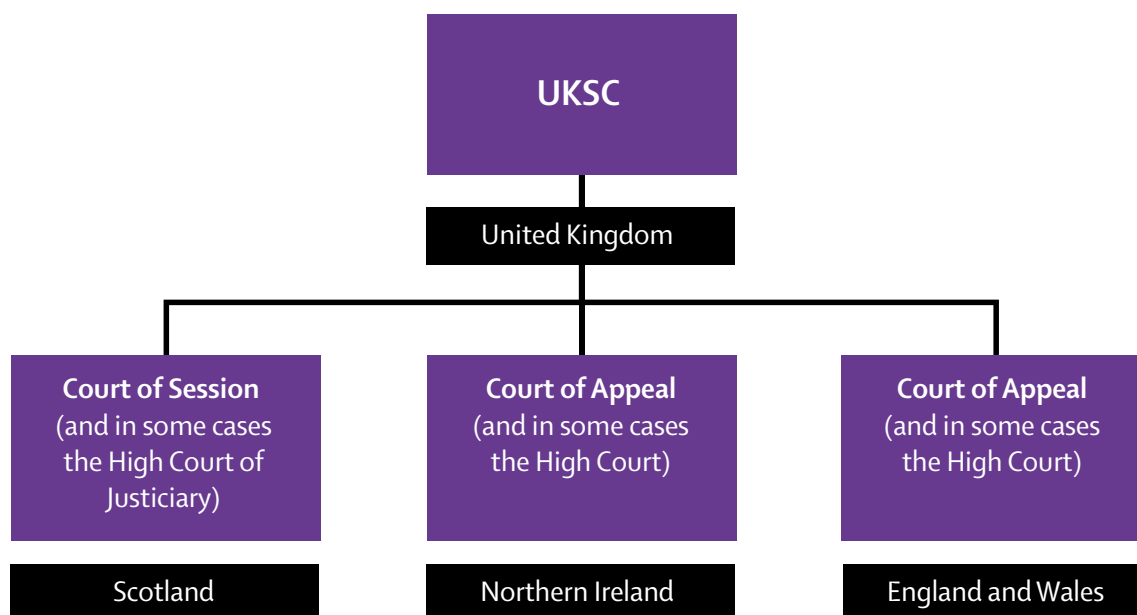 UKSC
United Kingdom
Court of Session
(and in some cases
the High Court of
Justiciary)
Scotland
Court of Appeal
(and in some cases
the High Court)
Northern Ireland
Court of Appeal
(and in some cases
the High Court)
England and Wales